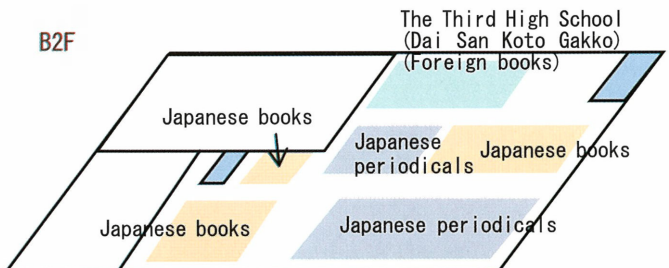 The Third High School
(Dai San Koto Gakko)
(Foreign books)
B2F
Japanese books
Japanese
periodicals
Japanese books
Japanese books
Japanese periodicals